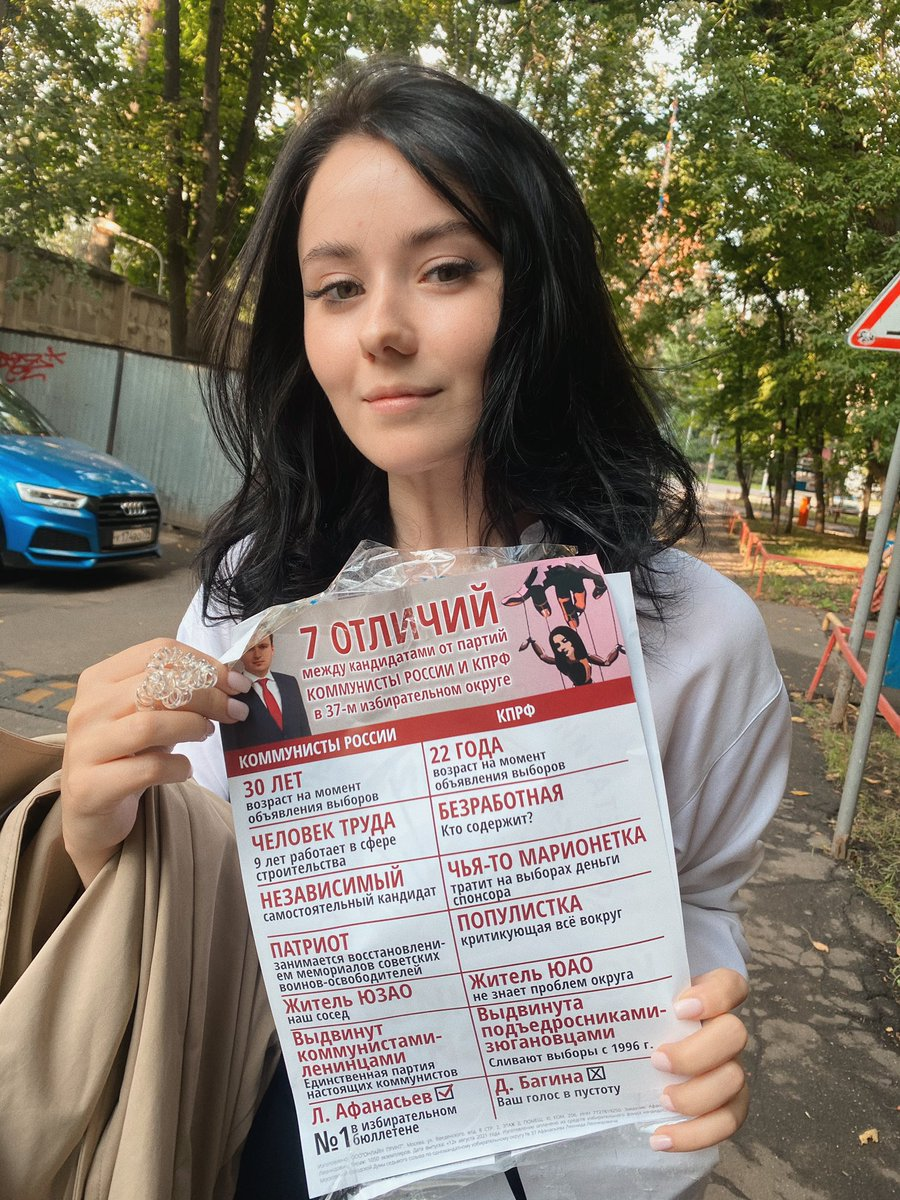 7 ОТЛИЧИЙ
между кандидатами от партий
КОММУНИСТЫ РОССИИ И КПРФ
в 37-м избирательном округе
КОММУНИСТЫ РОССИИ
30 ЛЕТ
возраст на момент
объявления выборов
ЧЕЛОВЕК ТРУДА
9 лет работает в сфере
строительства
НЕЗАВИСИМЫЙ
самостоятельный кандидат
ПАТРИОТ
занимается восстановлени-
ем мемориалов советских
воинов-освободителей
Житель ЮЗАО
наш сосед
Выдвинут
коммунистами-
ленинцами
Единственная партия
настоящих коммунистов
Л. Афанасьев
№1 в избирательном
бюллетене
КПРФ
22 ГОДА
возраст на момент
объявления выборов
БЕЗРАБОТНАЯ
Кто содержит?
ЧЬЯ-ТО МАРИОНЕТКА
тратит на выборах деньги
спонсора
ПОПУЛИСТКА
критикующая всё вокруг
Житель ЮАО
не знает проблем округа
Выдвинута
подъедросниками-
зюгановцами
Сливают выборы с 1996 г.
Д. Багина
Ваш голос в пустоту